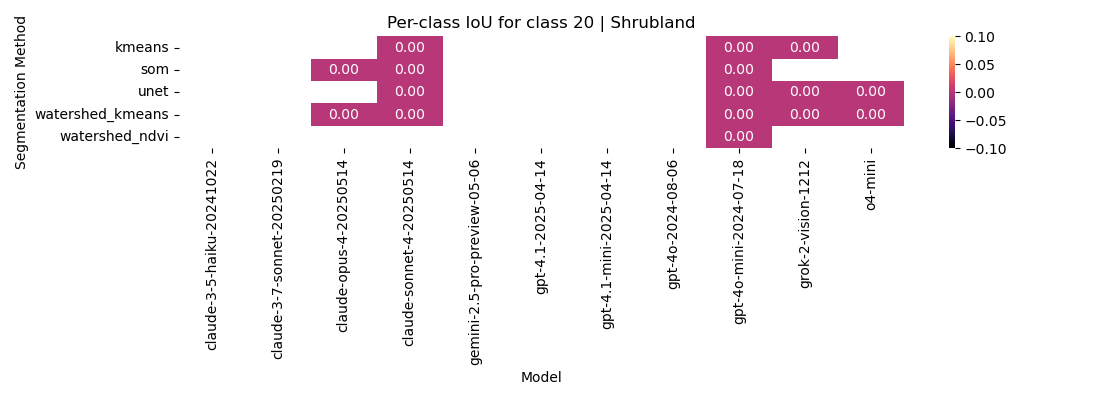 Per-class IoU for class 20 | Shrubland
Segmentation Method
kmeans 0.00 0.00 0.00
som 0.00 0.00 0.00
unet 0.00 0.00 0.00 0.00
watershed_kmeans 0.00 0.00 0.00 0.00 0.00
watershed_ndvi 0.00
claude-3-5-haiku-20241022
claude-3-7-sonnet-20250219
claude-opus-4-20250514
claude-sonnet-4-20250514
gemini-2.5-pro-preview-05-06
gpt-4.1-2025-04-14
gpt-4.1-mini-2025-04-14
gpt-4o-2024-08-06
gpt-4o-mini-2024-07-18
grok-2-vision-1212
o4-mini
Model
0.10
0.05
0.00
−0.05
−0.10